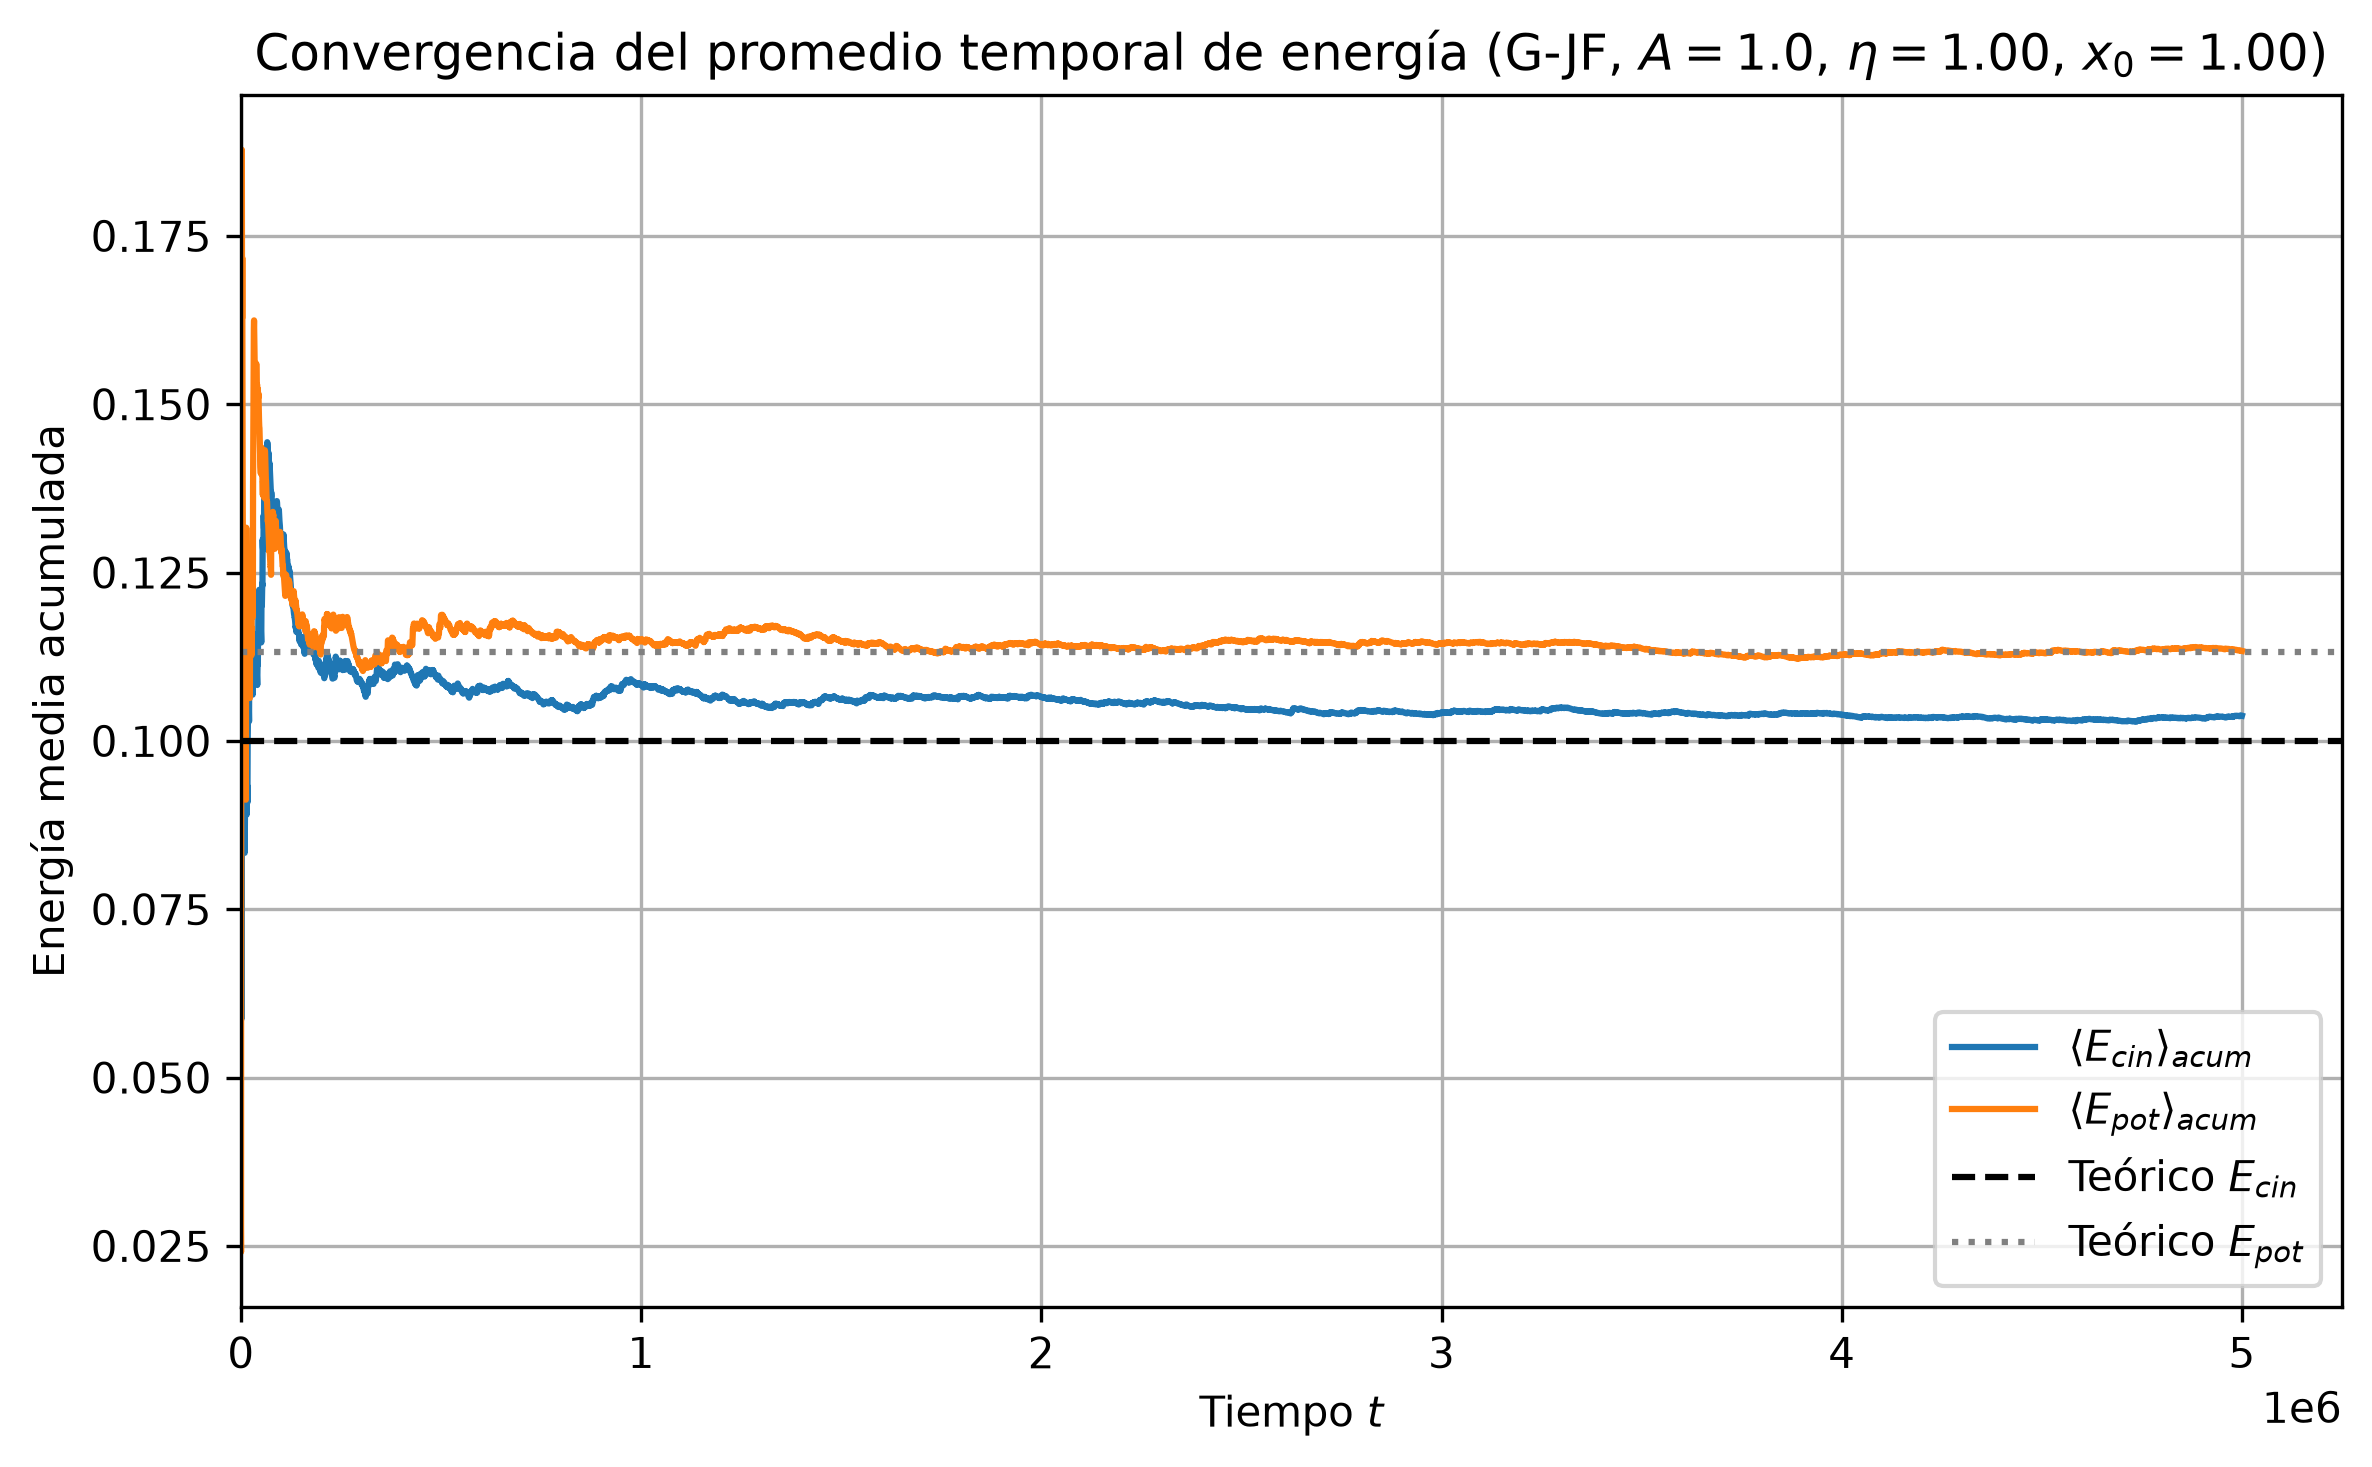 Convergencia del promedio temporal de energía (G-JF, A = 1.0, η = 1.00, x₀ = 1.00)
Energía media acumulada
0.175
0.150
0.125
0.100
0.075
0.050
0.025
⟨E_cin⟩_acum
⟨E_pot⟩_acum
Teórico E_cin
Teórico E_pot
0 1 2 3 4 5
1e6
Tiempo t